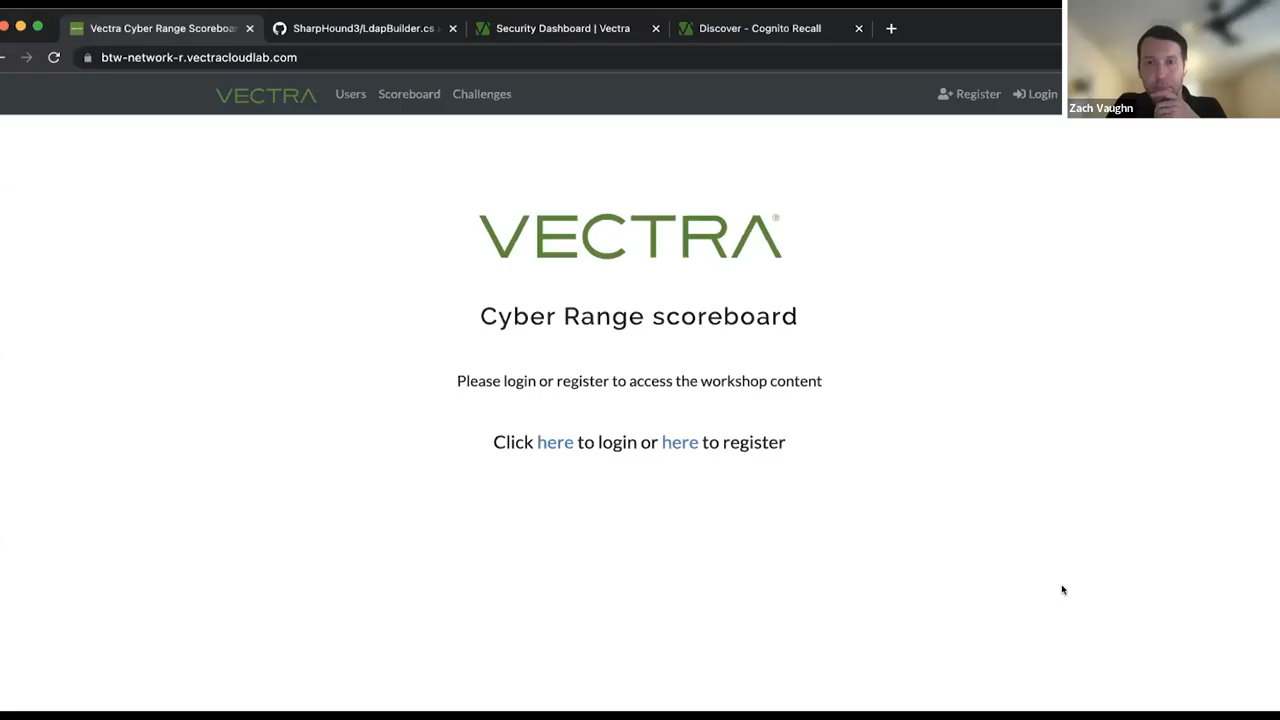 Vectra Cyber Range Scoreboar
SharpHound3/LdapBuilder.cs a
Security Dashboard | Vectra
Discover - Cognito Recall
btw-network-r.vectracloudlab.com
VECTRA Users Scoreboard Challenges Register Login
Zach Vaughn
VECTRA®
Cyber Range scoreboard
Please login or register to access the workshop content
Click here to login or here to register